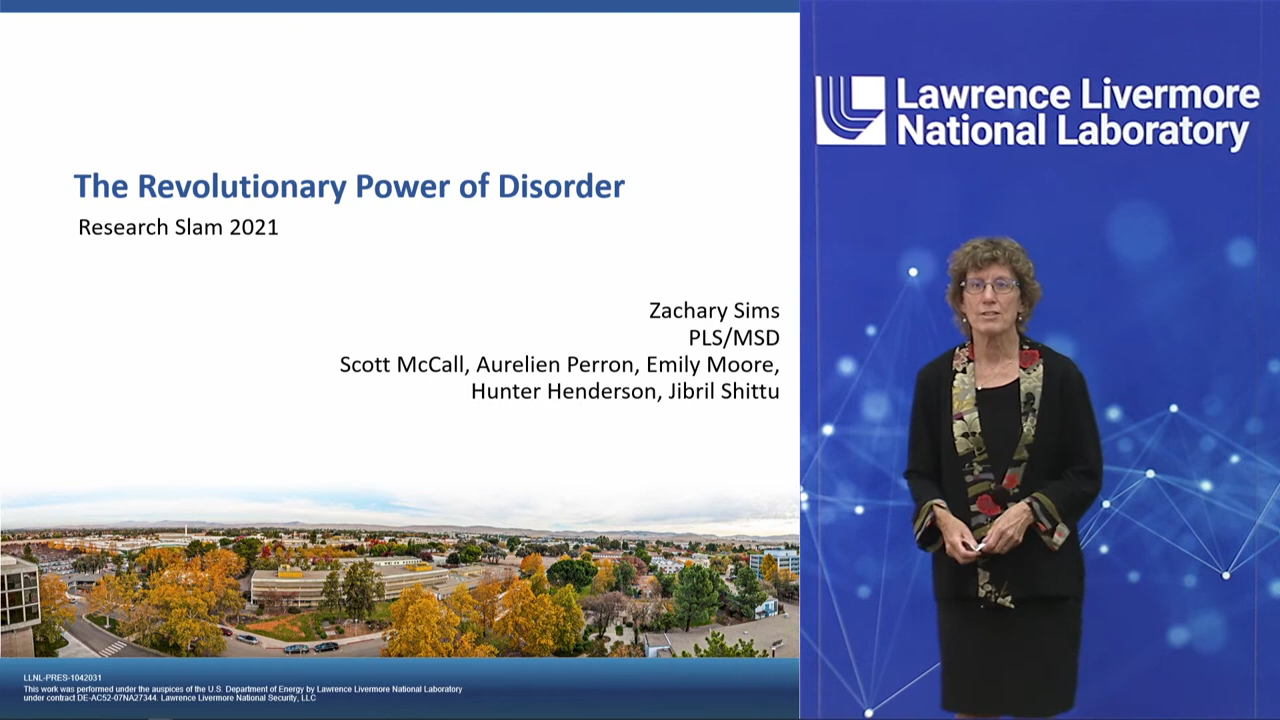 The Revolutionary Power of Disorder
Research Slam 2021
Zachary Sims
PLS/MSD
Scott McCall, Aurelien Perron, Emily Moore,
Hunter Henderson, Jibril Shittu
LLNL-PRES-1042031
This work was performed under the auspices of the U.S. Department of Energy by Lawrence Livermore National Laboratory
under contract DE-AC52-07NA27344. Lawrence Livermore National Security, LLC
Lawrence Livermore
National Laboratory